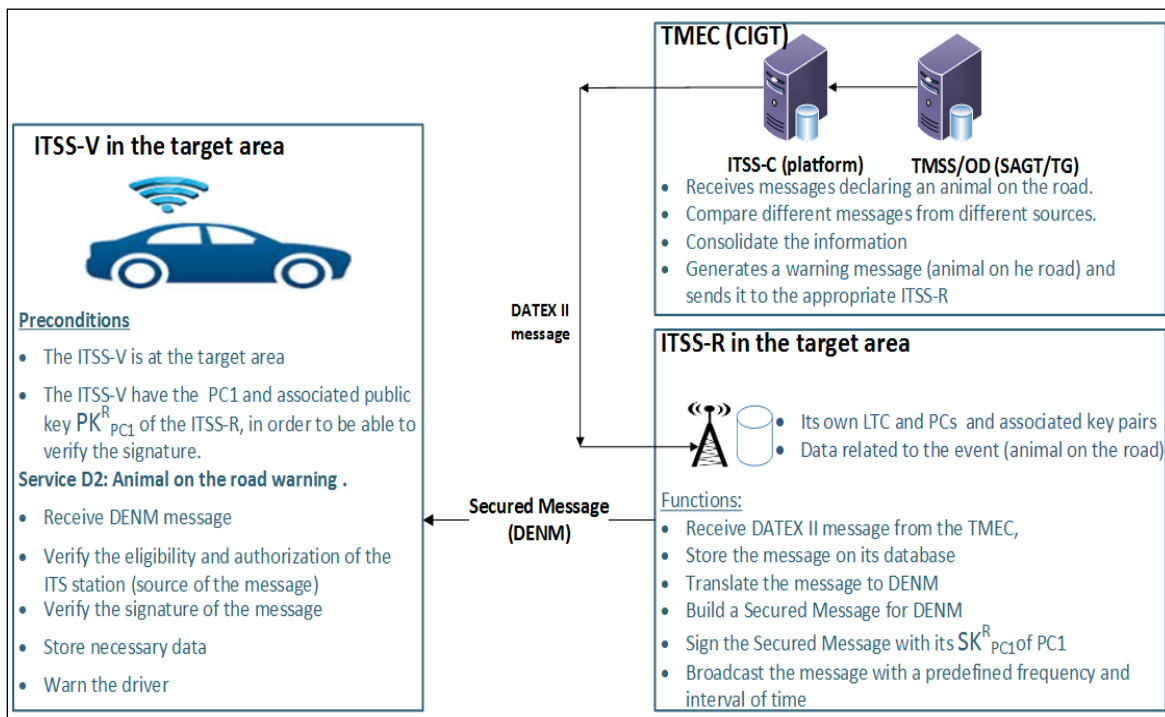 TMEC (CIGT)
ITSS-C (platform)
TMSS/OD (SAGT/TG)
• Receives messages declaring an animal on the road.
• Compare different messages from different sources.
• Consolidate the information
• Generates a warning message (animal on he road) and
sends it to the appropriate ITSS-R
DATEX II
message
ITSS-V in the target area
Preconditions
• The ITSS-V is at the target area
• The ITSS-V have the PC1 and associated public
key PK^R_PC1 of the ITSS-R, in order to be able to
verify the signature.
Service D2: Animal on the road warning .
• Receive DENM message
• Verify the eligibility and authorization of the
ITS station (source of the message)
• Verify the signature of the message
• Store necessary data
• Warn the driver
Secured Message
(DENM)
ITSS-R in the target area
• Its own LTC and PCs and associated key pairs
• Data related to the event (animal on the road)
Functions:
• Receive DATEX II message from the TMEC,
• Store the message on its database
• Translate the message to DENM
• Build a Secured Message for DENM
• Sign the Secured Message with its SK^R_PC1 of PC1
• Broadcast the message with a predefined frequency and
interval of time